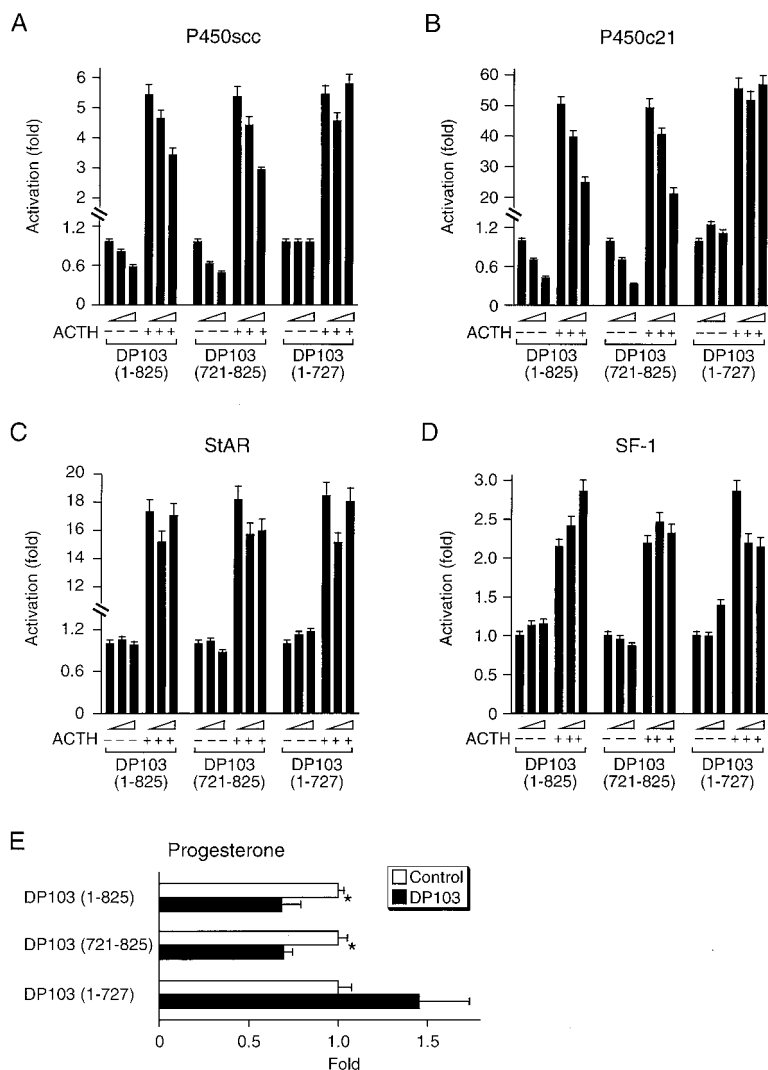 A
P450scc
Activation (fold)
6
5
4
3
2
1.2
0.6
0
ACTH
- - - + + + - - - + + + - - - + + +
DP103 (1-825)
DP103 (721-825)
DP103 (1-727)
B
P450c21
Activation (fold)
60
50
40
30
20
1.2
0.6
0
ACTH
- - - + + + - - - + + + - - - + + +
DP103 (1-825)
DP103 (721-825)
DP103 (1-727)
C
StAR
Activation (fold)
20
18
16
14
12
1.2
0.6
0
ACTH
- - - + + + - - - + + + - - - + + +
DP103 (1-825)
DP103 (721-825)
DP103 (1-727)
D
SF-1
Activation (fold)
3.0
2.5
2.0
1.5
1.0
0.5
0
ACTH
- - - + + + - - - + + + - - - + + +
DP103 (1-825)
DP103 (721-825)
DP103 (1-727)
E
Progesterone
Control
DP103
DP103 (1-825)
*
DP103 (721-825)
*
DP103 (1-727)
0 1.0 1.5
Fold